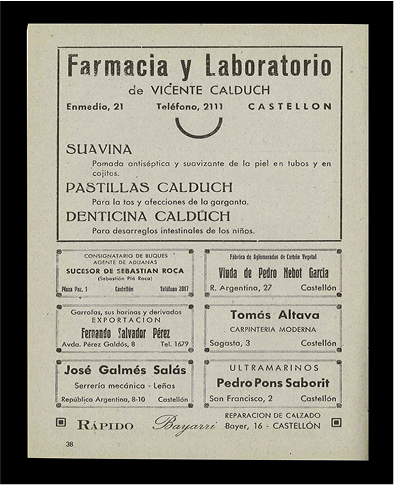 Farmacia y Laboratorio
de VICENTE CALDUCH
Enmedio, 21 Teléfono, 2111 CASTELLON
SUAVINA
Pomada antiséptica y suavizante de la piel en tubos y en
cajitas.
PASTILLAS CALDUCH
Para la tos y afecciones de la garganta.
DENTICINA CALDUCH
Para desarreglos intestinales de los niños.
CONSIGNATARIO DE BUQUES
AGENTE DE ADUANAS
SUCESOR DE SEBASTIAN ROCA
(Sebastián Pló Roca)
Plaza Paz, 1 Castellón Teléfono 2017
Fábrica de Aglomerados de Carbón Vegetal
Viuda de Pedro Nebot García
R. Argentina, 27 Castellón
Garrofas, sus harinas y derivados
EXPORTACION
Fernando Salvador Pérez
Avda. Pérez Galdós, 8 Tel. 1679
Tomás Altava
CARPINTERIA MODERNA
Sagasta, 3 Castellón
José Galmés Salás
Serrería mecánica - Leñas
República Argentina, 8-10 Castellón
ULTRAMARINOS
Pedro Pons Saborit
San Francisco, 2 Castellón
RÁPIDO Bayarri REPARACION DE CALZADO
Boyer, 16 - CASTELLÓN
38